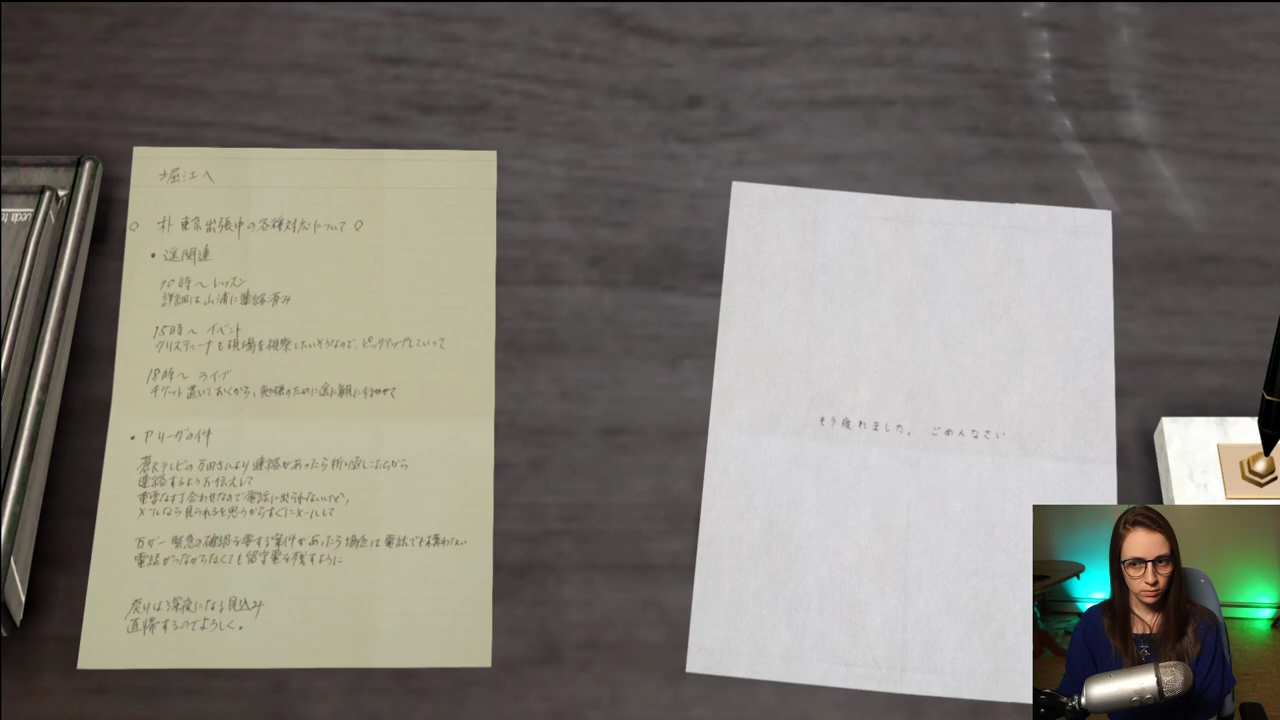 堀江へ
○ 朴 東京出張中の各種対応について ○
• 遥関連
10時～ レッスン
詳細は山浦に連絡済み
15時～ イベント
クリスティーナも現場を視察したいそうなので、ピックアップしていって
18時～ ライブ
チケット置いておくから、勉強のために遥に観に行かせて
• Pリーグの件
蒼天テレビの万田さんより連絡があったら折り返しこちらから
連絡するよう伝えて
重要な打ち合わせなので電話に出られないけど、
メールなら見られると思うからすぐにメールして
万が一緊急の確認を要する案件があったら場合は電話でも構わない
電話がつながらなくても留守電を残すように
戻りは深夜になる見込み
直帰するのでよろしく。
もう疲れました。 ごめんなさい